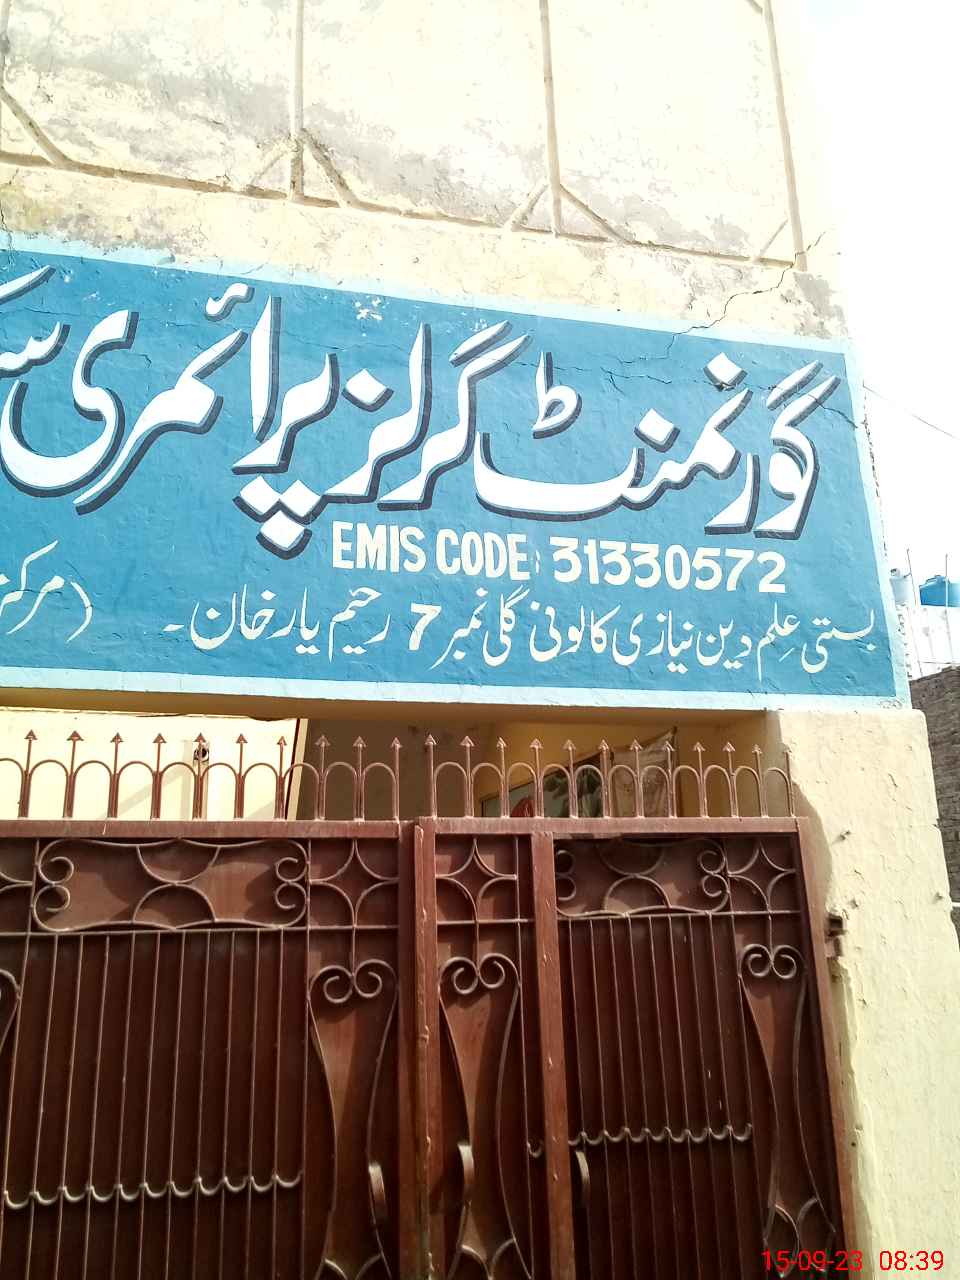 گورنمنٹ گرلز پرائمری
EMIS CODE: 31330572
بستی علم دین نیازی کالونی گلی نمبر 7 رحیم یار خان ۔
(مرکز
15-09-23 08:39